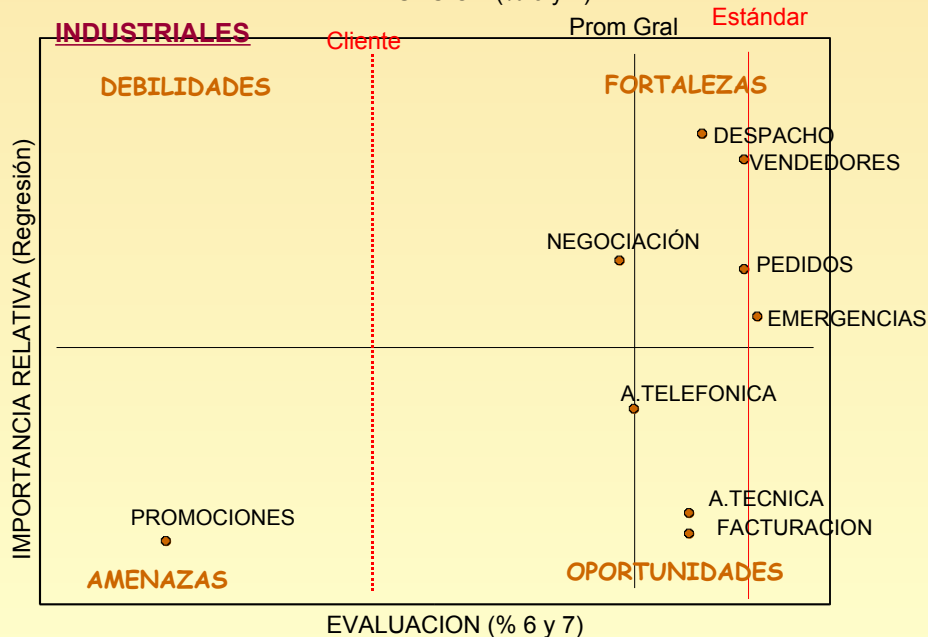 INDUSTRIALES
Cliente
Prom Gral
Estándar
DEBILIDADES
FORTALEZAS
DESPACHO
VENDEDORES
NEGOCIACIÓN
PEDIDOS
EMERGENCIAS
IMPORTANCIA RELATIVA (Regresión)
A.TELEFONICA
A.TECNICA
PROMOCIONES
FACTURACION
AMENAZAS
OPORTUNIDADES
EVALUACION (% 6 y 7)